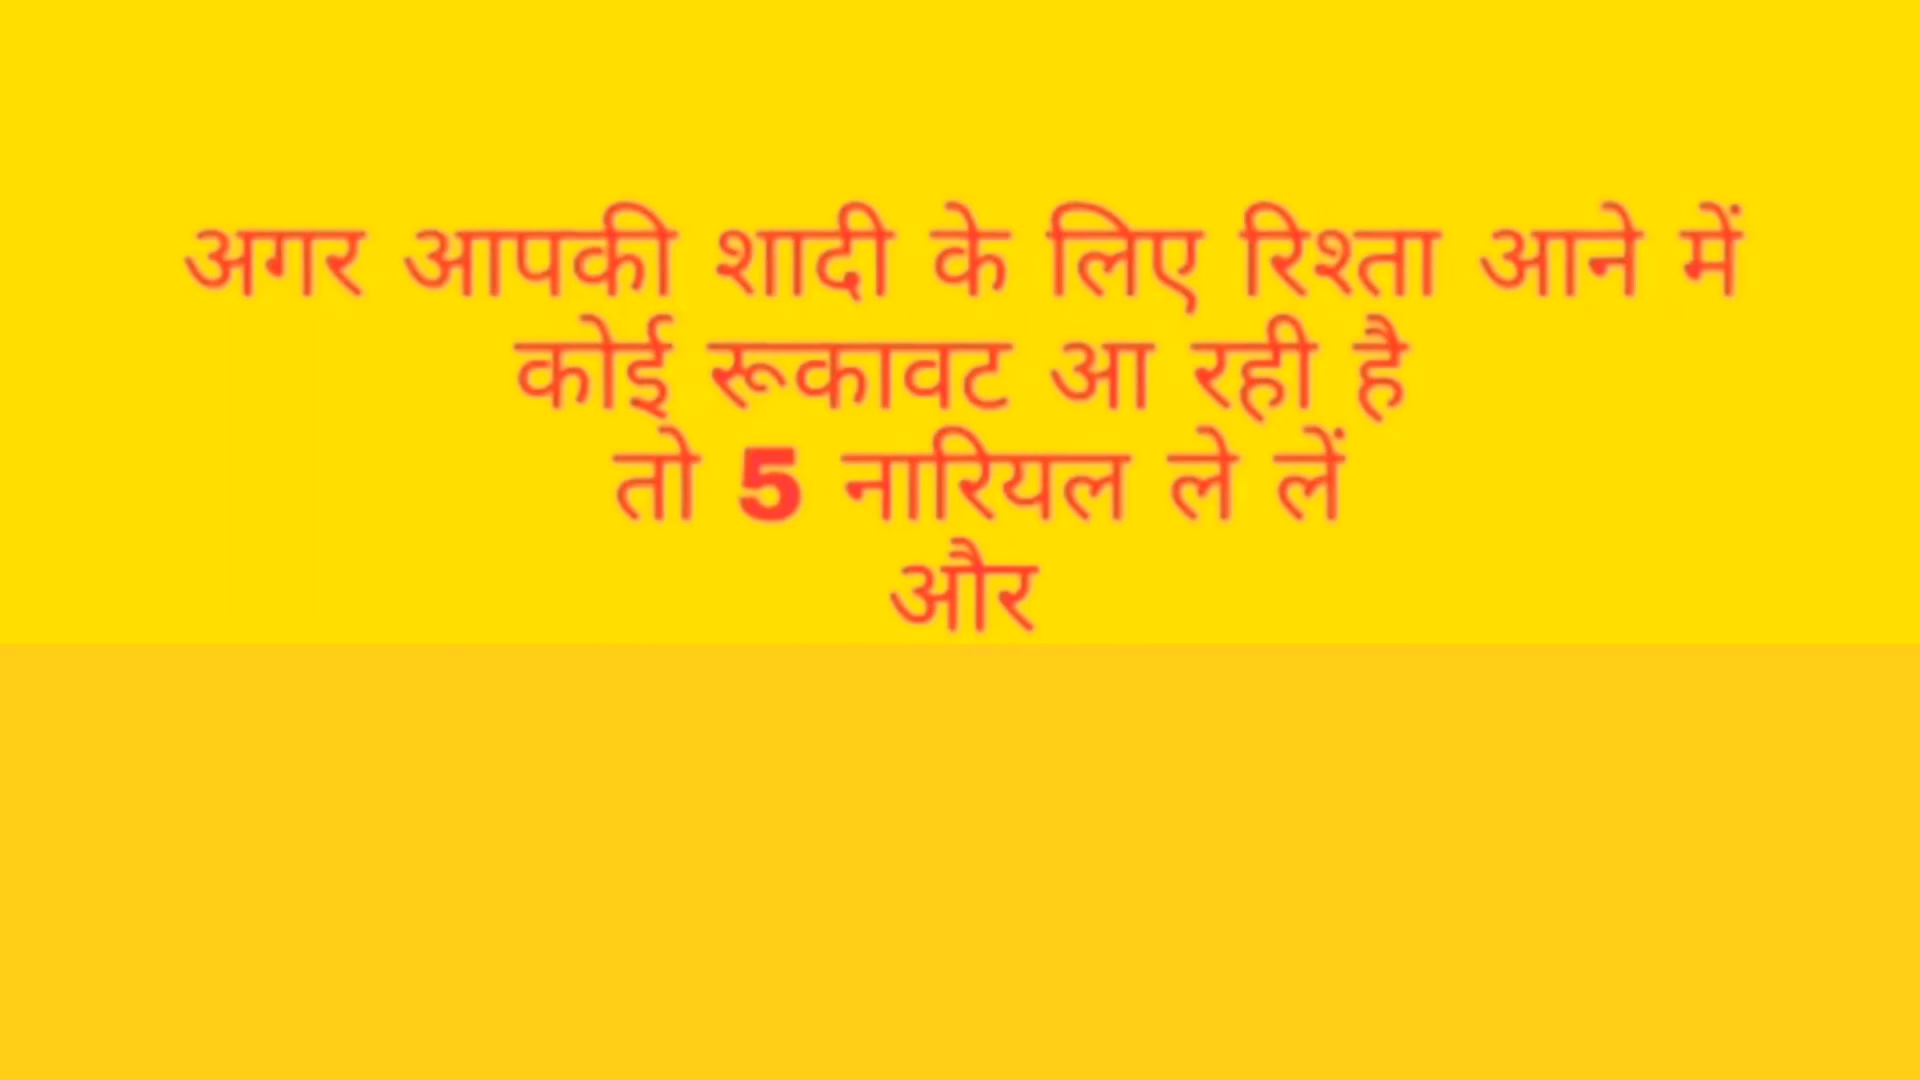 अगर आपकी शादी के लिए रिश्ता आने में
कोई रूकावट आ रही है
तो 5 नारियल ले लें
और